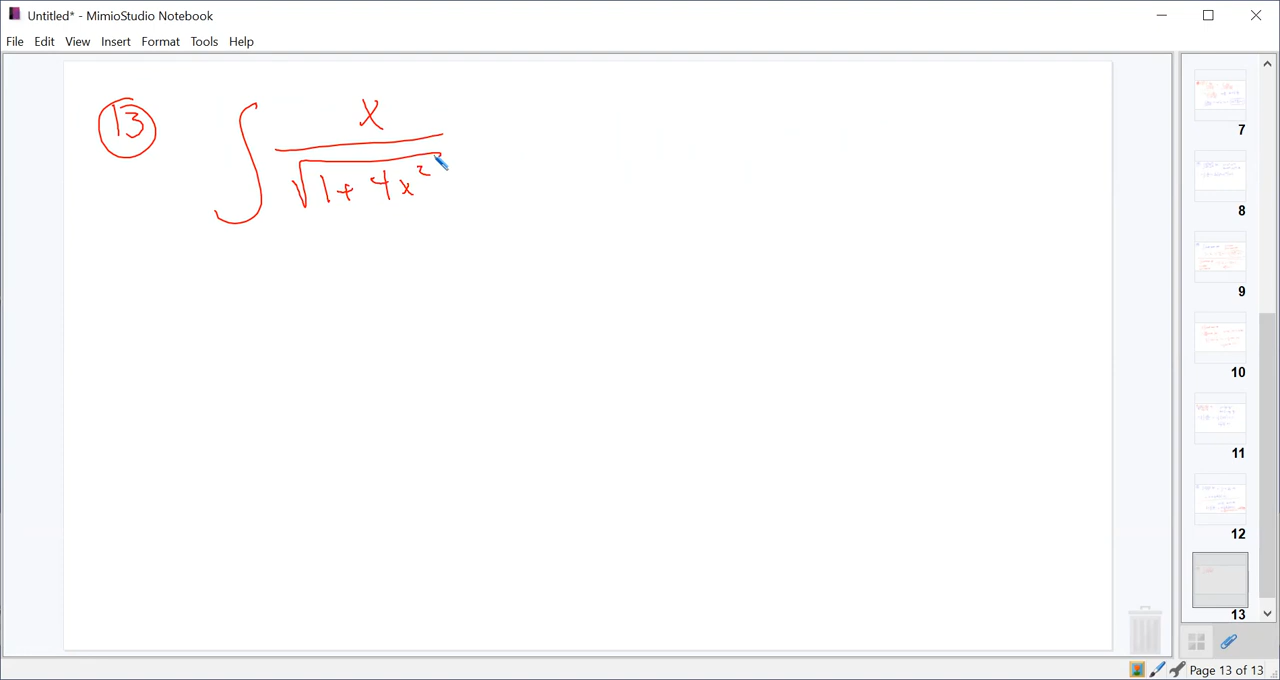 Untitled* - MimioStudio Notebook
File Edit View Insert Format Tools Help
13 ∫ x / √(1 + 4x²)
7
8
9
10
11
12
13
Page 13 of 13